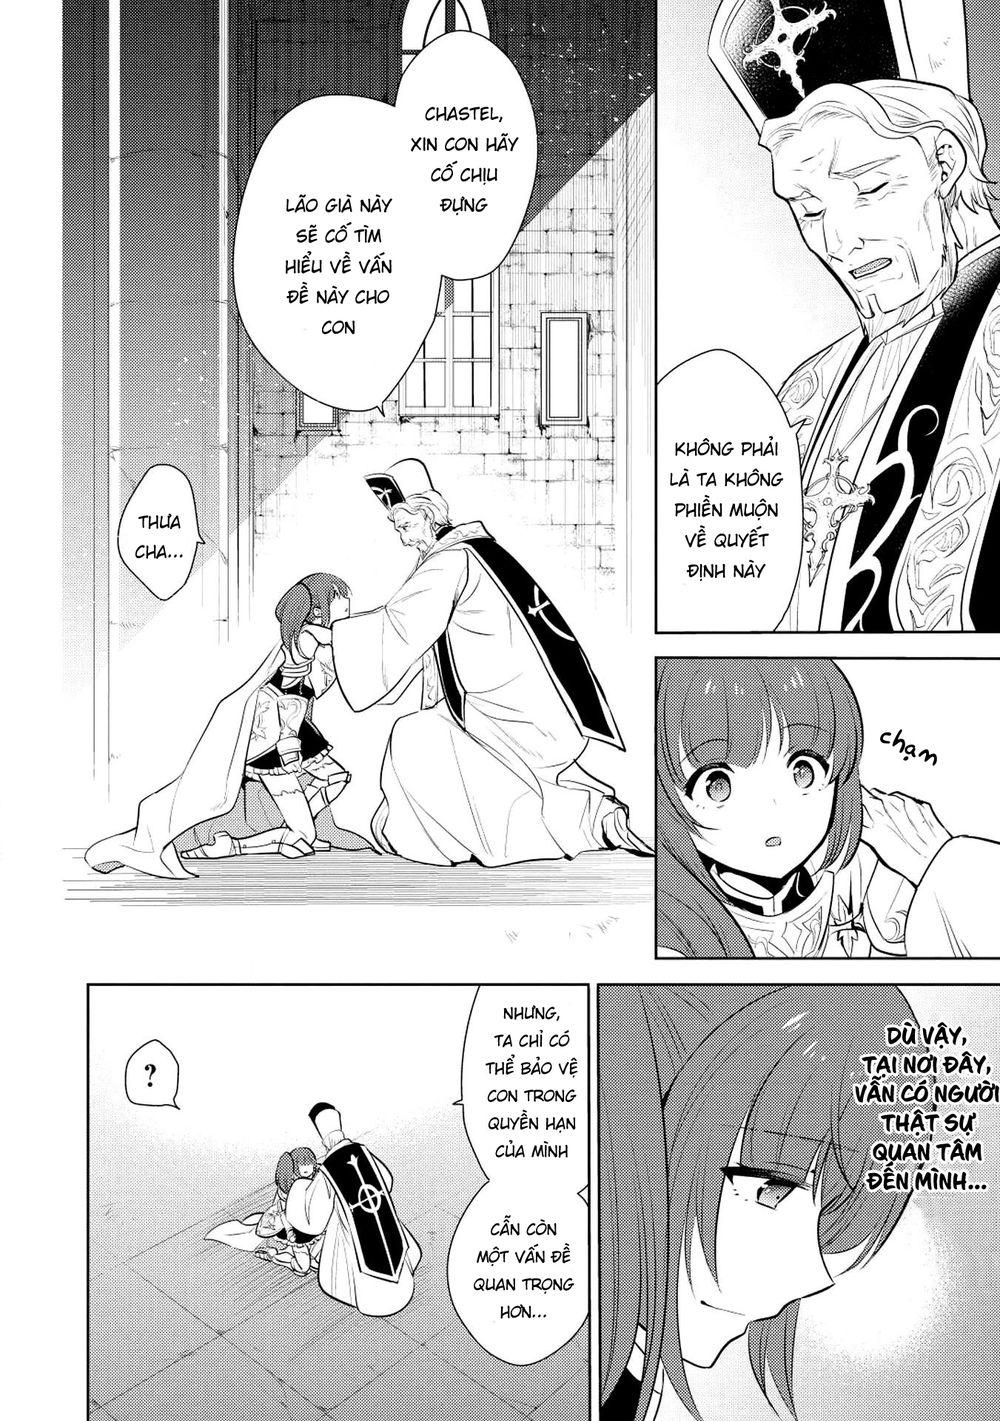 KHÔNG PHẢI
LÀ TA KHÔNG
PHIỀN MUỘN
VỀ QUYẾT
ĐỊNH NÀY
chạm
CHASTEL,
XIN CON HÃY
CỐ CHỊU
ĐỰNG
LÃO GIÀ NÀY
SẼ CỐ TÌM
HIỂU VỀ VẤN
ĐỀ NÀY CHO
CON
THƯA
CHA...
DÙ VẬY,
TẠI NƠI ĐÂY,
VẪN CÓ NGƯỜI
THẬT SỰ
QUAN TÂM
ĐẾN MÌNH...
NHƯNG,
TA CHỈ CÓ
THỂ BẢO VỆ
CON TRONG
QUYỀN HẠN
CỦA MÌNH
CẪN CÒN
MỘT VẤN ĐỀ
QUAN TRỌNG
HƠN...
?